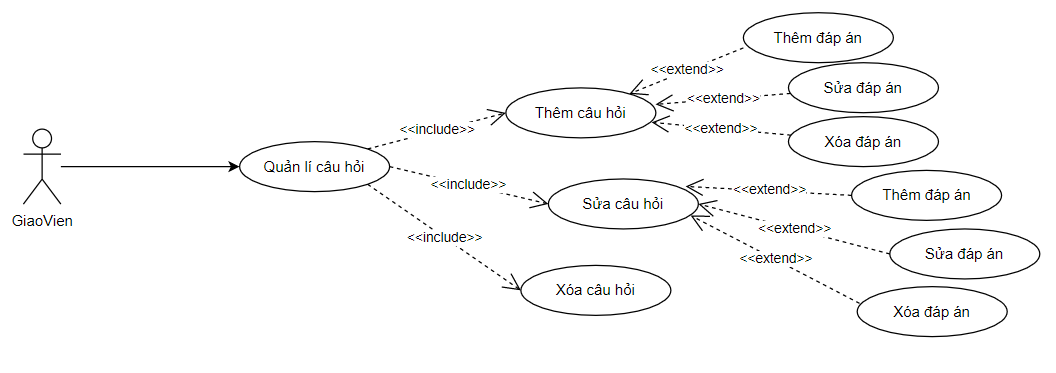 Thêm đáp án
<<extend>>
Sửa đáp án
<<extend>>
Thêm câu hỏi
<<extend>>
Xóa đáp án
<<include>>
Quản lí câu hỏi
GiaoVien
<<include>>
Sửa câu hỏi
<<extend>>
Thêm đáp án
<<extend>>
Sửa đáp án
<<extend>>
Xóa đáp án
<<include>>
Xóa câu hỏi